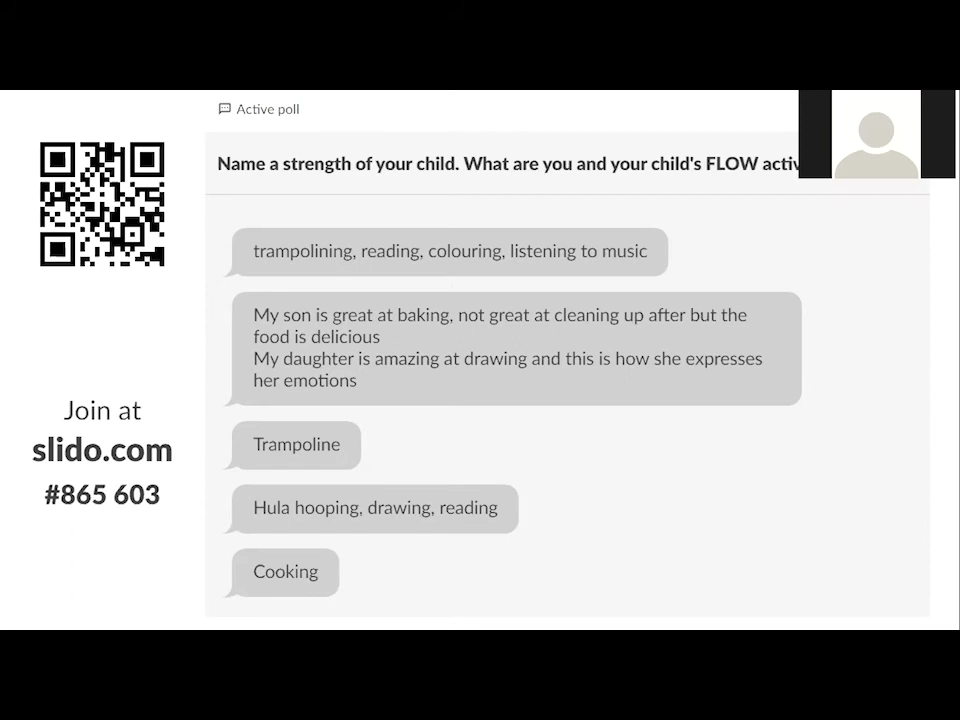 Active poll
Name a strength of your child. What are you and your child's FLOW
trampolining, reading, colouring, listening to music
My son is great at baking, not great at cleaning up after but the
food is delicious
My daughter is amazing at drawing and this is how she expresses
her emotions
Trampoline
Hula hooping, drawing, reading
Cooking
Join at
slido.com
#865 603